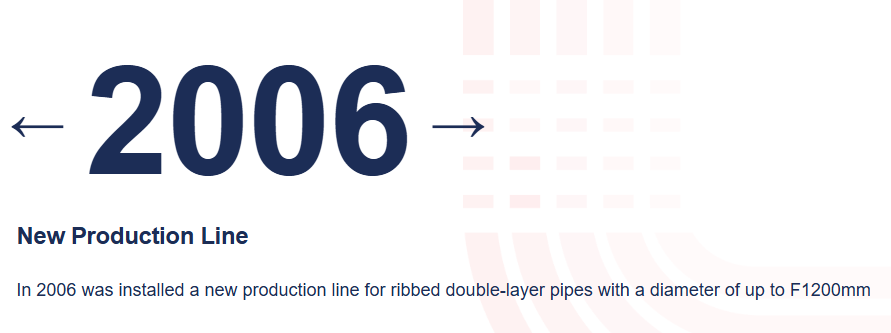 ← 2006 →
New Production Line
In 2006 was installed a new production line for ribbed double-layer pipes with a diameter of up to F1200mm